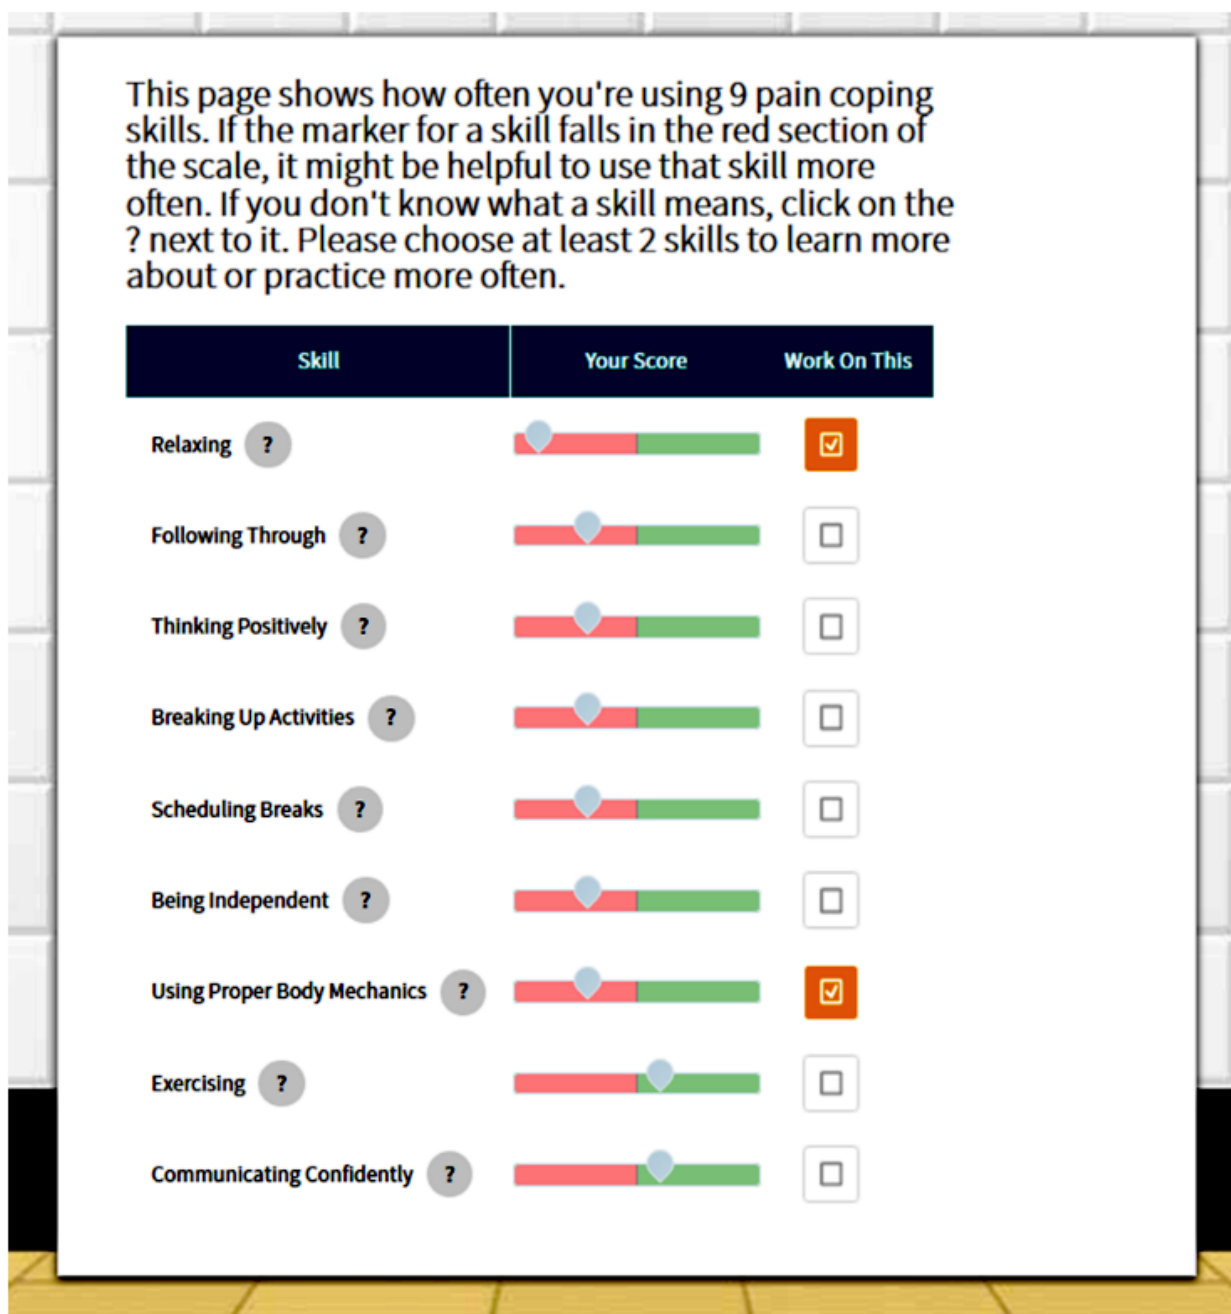 This page shows how often you're using 9 pain coping
skills. If the marker for a skill falls in the red section of
the scale, it might be helpful to use that skill more
often. If you don't know what a skill means, click on the
? next to it. Please choose at least 2 skills to learn more
about or practice more often.
Skill Your Score Work On This
Relaxing ?
Following Through ?
Thinking Positively ?
Breaking Up Activities ?
Scheduling Breaks ?
Being Independent ?
Using Proper Body Mechanics ?
Exercising ?
Communicating Confidently ?